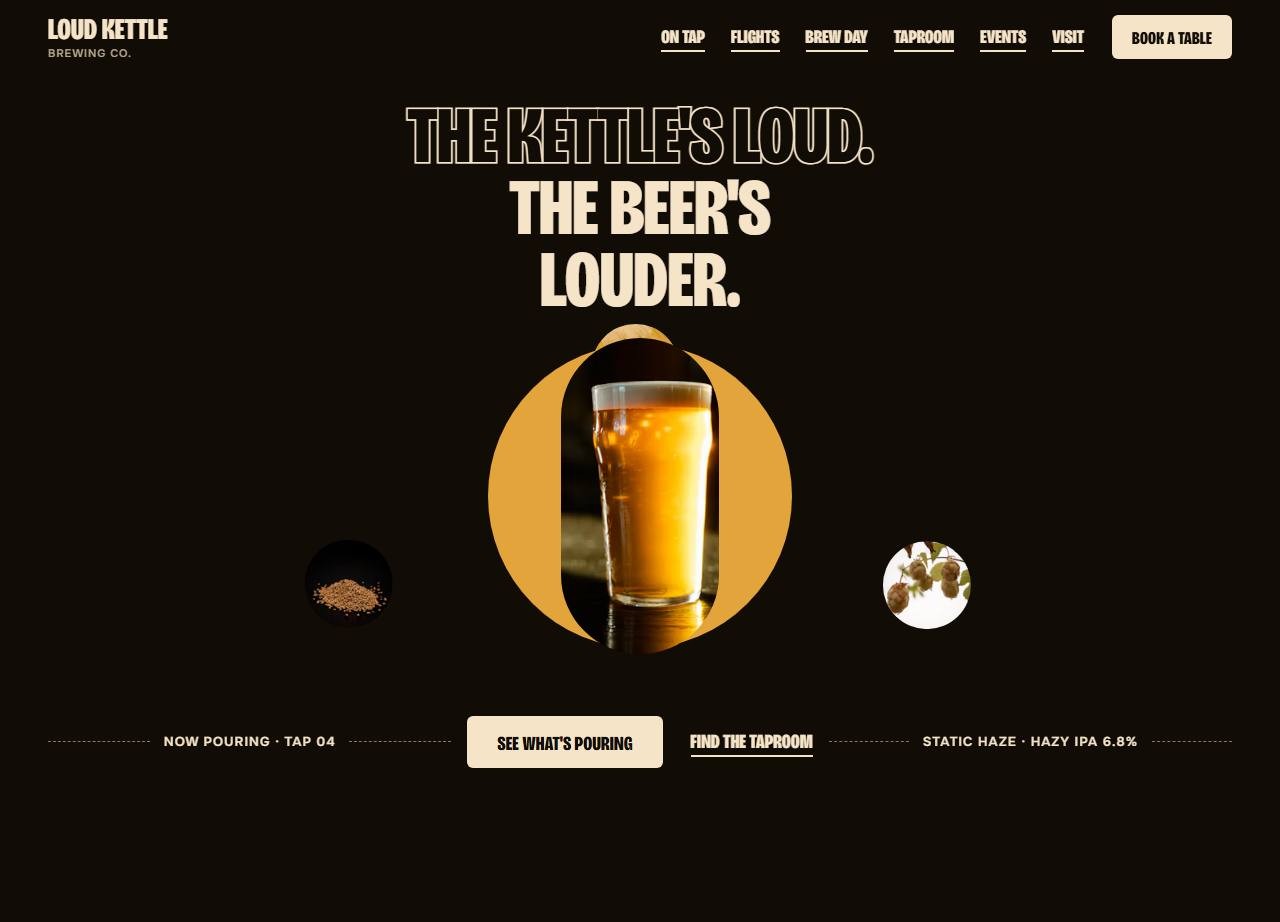 LOUD KETTLE
BREWING CO.
ON TAP
FLIGHTS
BREW DAY
TAPROOM
EVENTS
VISIT
BOOK A TABLE
THE KETTLE'S LOUD.
THE BEER'S
LOUDER.
NOW POURING · TAP 04
SEE WHAT'S POURING
FIND THE TAPROOM
STATIC HAZE · HAZY IPA 6.8%